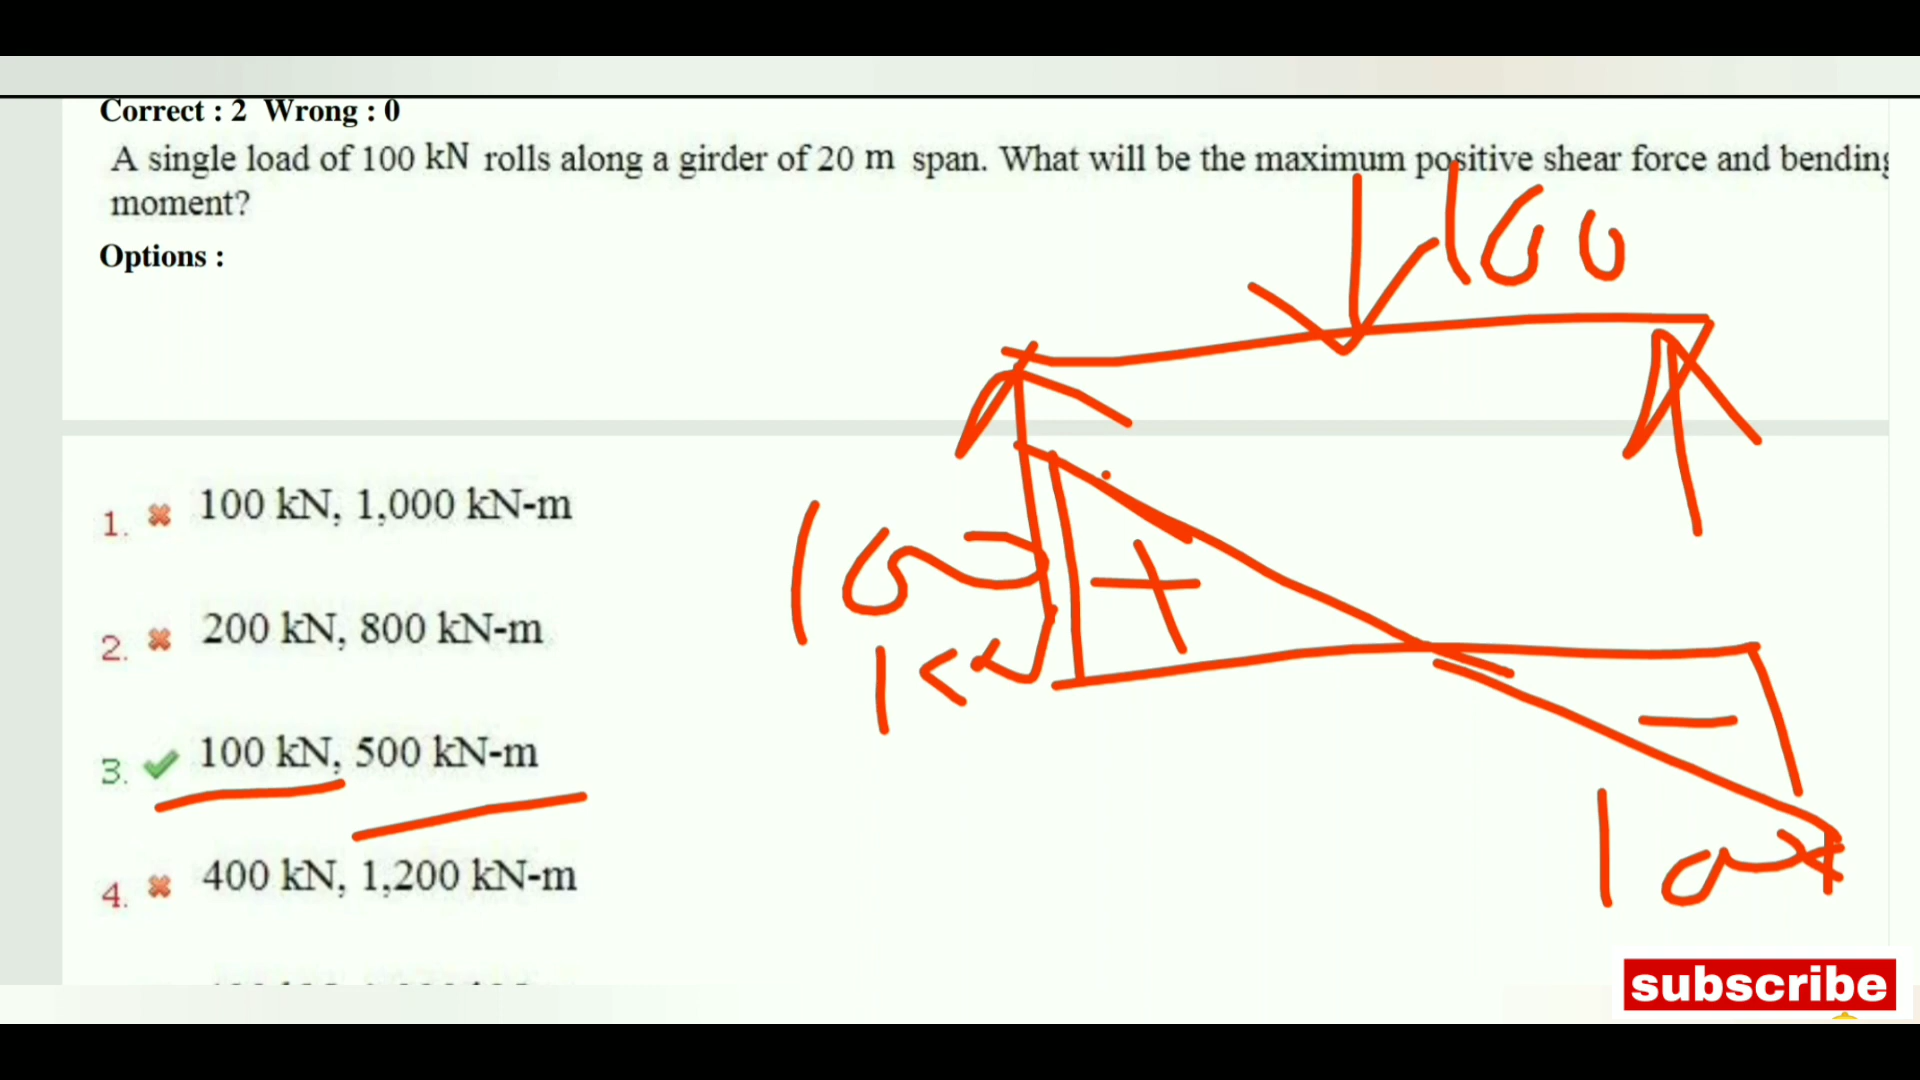 Correct : 2 Wrong : 0
A single load of 100 kN rolls along a girder of 20 m span. What will be the maximum positive shear force and bending
moment?
Options :
100
1. 100 kN, 1,000 kN-m
100
+
2. 200 kN, 800 kN-m
-
3. 100 kN, 500 kN-m
4. 400 kN, 1,200 kN-m
subscribe